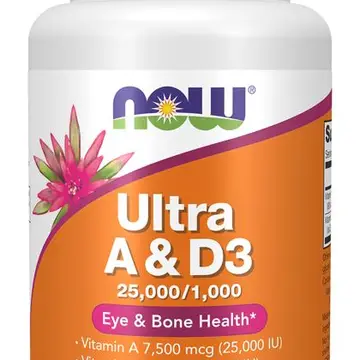 NOW
Ultra
A & D3
25,000/1,000
Eye & Bone Health*
• Vitamin A 7,500 mcg (25,000 IU)